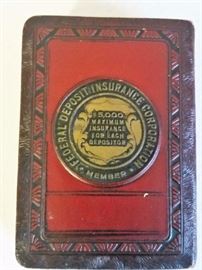 FEDERAL DEPOSIT INSURANCE CORPORATION
$5,000
MAXIMUM
INSURANCE
FOR EACH
DEPOSITOR
MEMBER